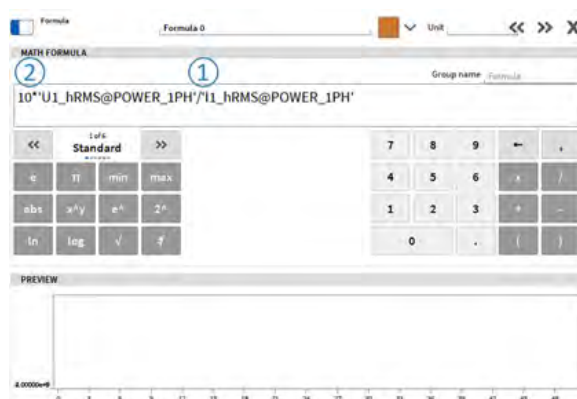 Formula
Formula 0
Unit
<< >> X
MATH FORMULA
② ①
Group name Formula
10*'U1_hRMS@POWER_1PH'/'I1_hRMS@POWER_1PH'
<< 1 of 6 >> 7 8 9 ← ,
Standard
e π min max 4 5 6 x /
abs x^y e^ 2^ 1 2 3 + -
ln log √ 0 . ( )
PREVIEW